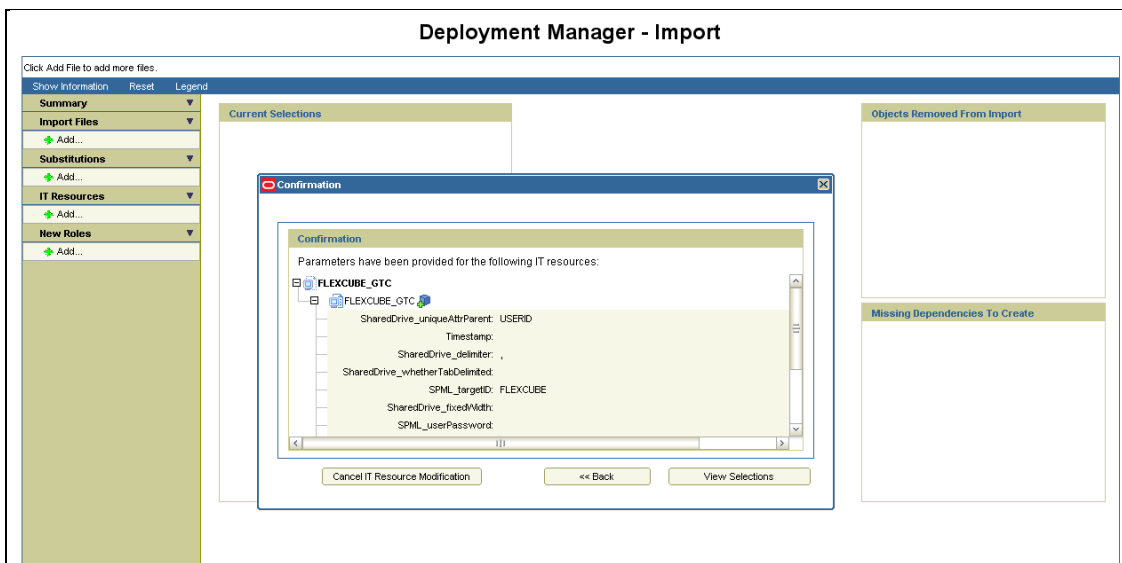 Deployment Manager - Import
Click Add File to add more files.
Show Information Reset Legend
Summary
Import Files
Add...
Substitutions
Add...
IT Resources
Add...
New Roles
Add...
Current Selections
Objects Removed From Import
Missing Dependencies To Create
Confirmation
Confirmation
Parameters have been provided for the following IT resources:
FLEXCUBE_GTC
FLEXCUBE_GTC
SharedDrive_uniqueAttrParent: USERID
Timestamp:
SharedDrive_delimiter: ,
SharedDrive_whetherTabDelimited:
SPML_targetID: FLEXCUBE
SharedDrive_fixedWidth:
SPML_userPassword:
Cancel IT Resource Modification << Back View Selections